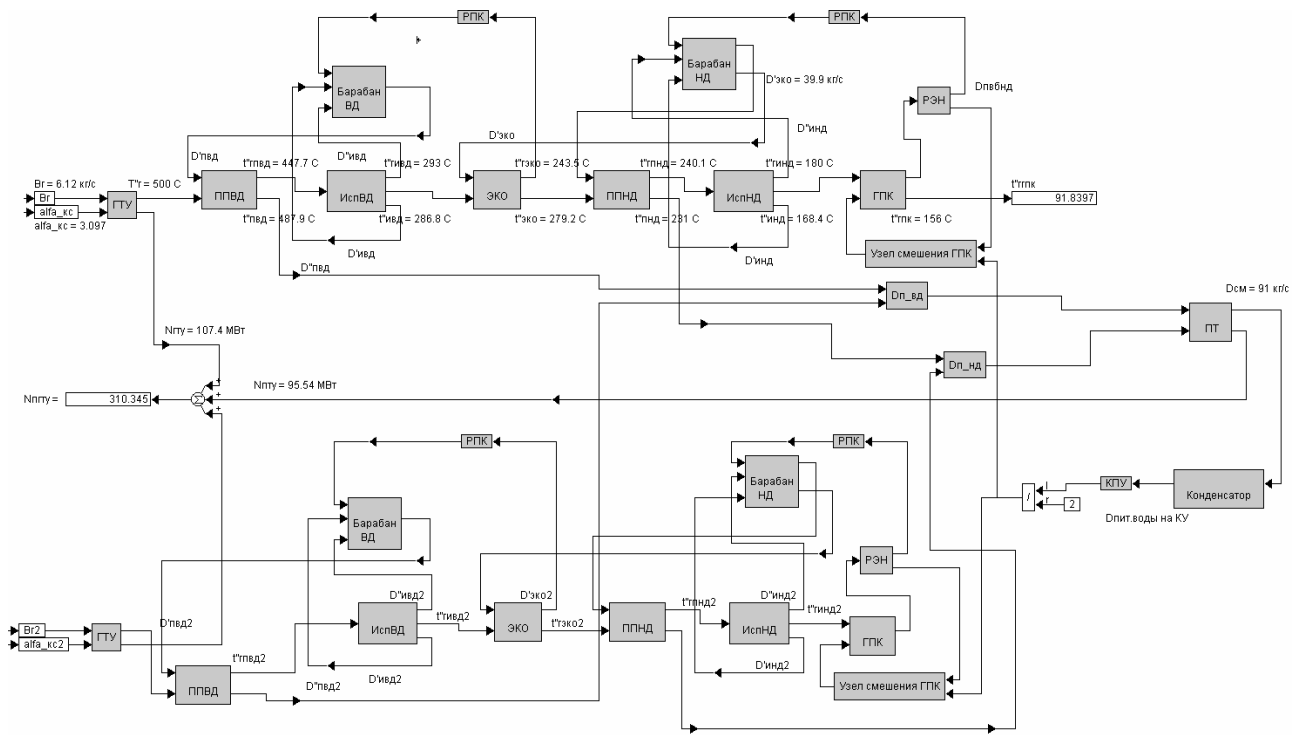 РПК
РПК
Барабан
ВД
Барабан
НД
D'эко = 39.9 кг/с
Dпвбнд
РЭН
D'эко
D"инд
D'пвд
t"гпвд = 447.7 C
D"ивд
t"гивд = 293 C
t"гэко = 243.5 C
t"гпнд = 240.1 C
t"гинд = 180 C
Вг = 6.12 кг/с
T"г = 500 C
t"ггпк
Вг
alfa_кс
ГТУ
ППВД
ИспВД
ЭКО
ППНД
ИспНД
ГПК
91.8397
alfa_кс = 3.097
t"пвд = 487.9 C
t"ивд = 286.8 C
t"эко = 279.2 C
t"пнд = 231 C
t"инд = 168.4 C
t"гпк = 156 C
D'ивд
D'инд
Узел смешения ГПК
D"пвд
Dп_вд
Dсм = 91 кг/с
ПТ
Nгту = 107.4 МВт
Dп_нд
Nпту = 95.54 МВт
Nпгту =
310.345
Σ
+
+
+
РПК
РПК
Барабан
НД
Барабан
ВД
КПУ
Конденсатор
/
l
r
2
Dпит.воды на КУ
РЭН
D'пвд2
D"ивд2
D'эко2
D"инд2
t"гивд2
t"гэко2
t"гпнд2
t"гинд2
Вг2
alfa_кс2
ГТУ
ИспВД
ЭКО
ППНД
ИспНД
ГПК
t"гпвд2
D'ивд2
D'инд2
ППВД
D"пвд2
Узел смешения ГПК